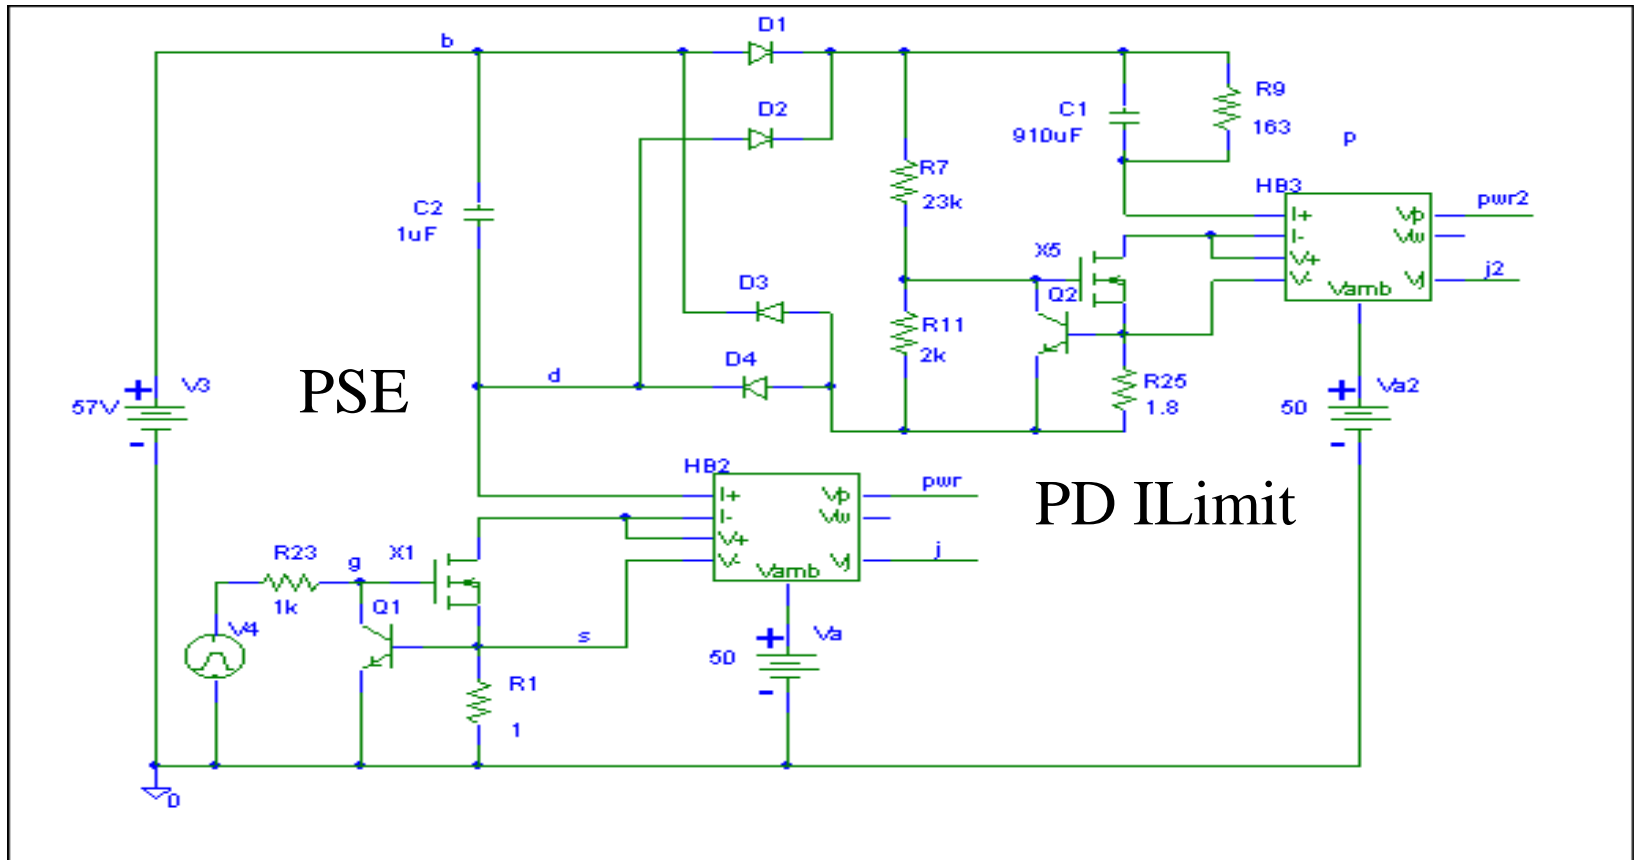 D1
b
R9
D2
C1
163
910uF
p
R7
HB3
23k
pwr2
C2
I+
Vp
1uF
I-
Vw
X5
V+
D3
V-
Vj
j2
Q2
Vamb
R11
D4
2k
d
R25
V3
PSE
Va2
57V
1.8
50
HB2
pwr
I+
Vp
PD ILimit
I-
Vw
V+
R23
X1
j
g
V-
Vj
Vamb
1k
Q1
V4
s
Va
50
R1
1
0